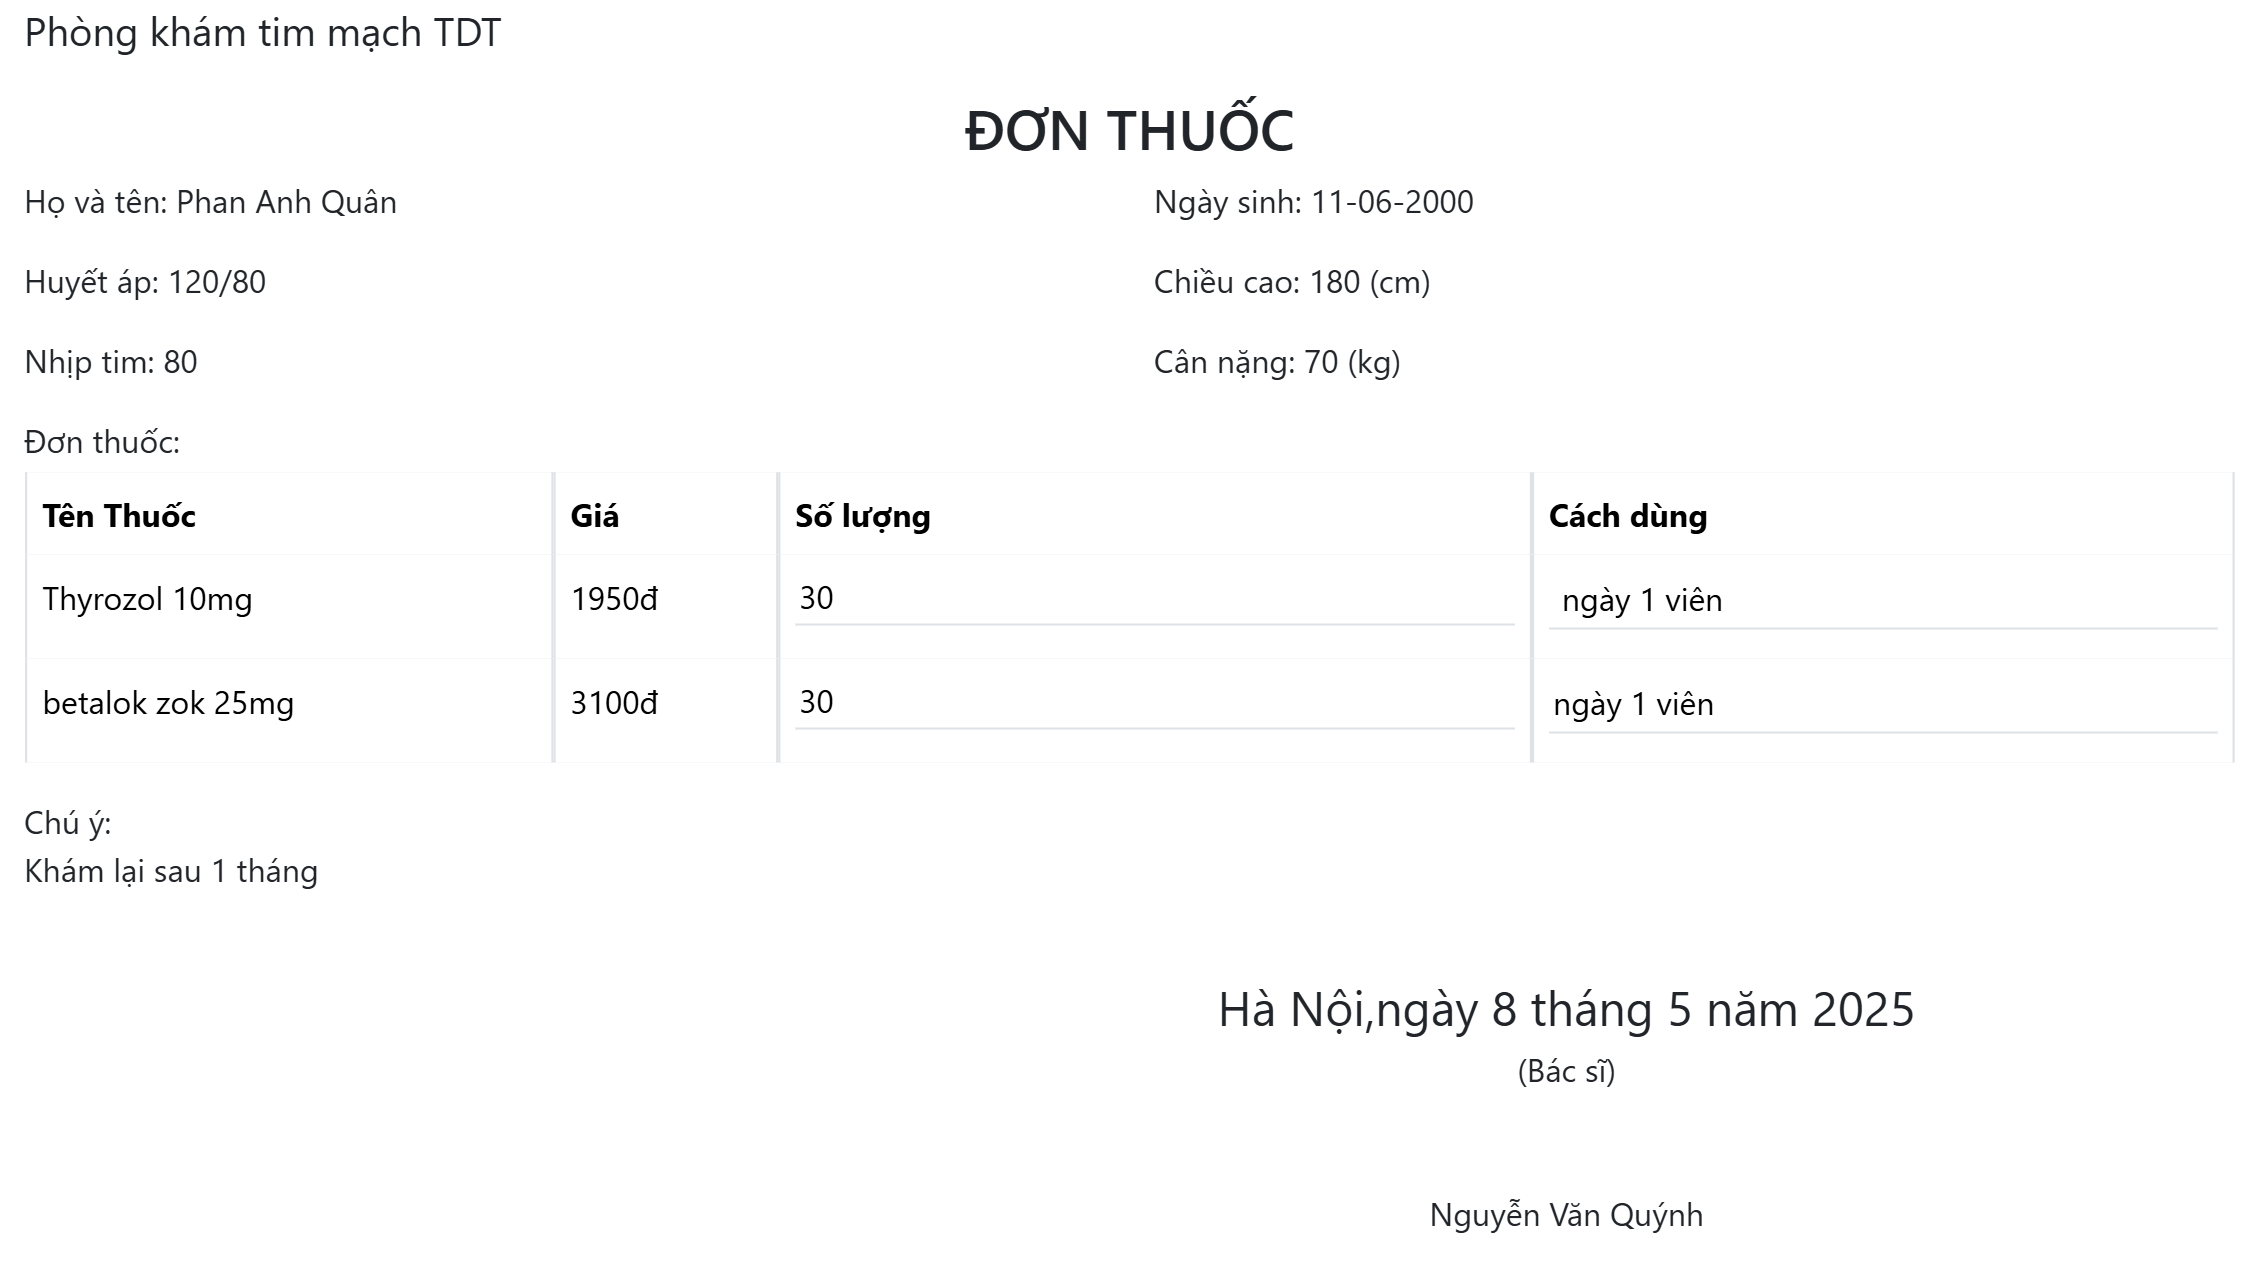 Phòng khám tim mạch TDT
ĐƠN THUỐC
Họ và tên: Phan Anh Quân Ngày sinh: 11-06-2000
Huyết áp: 120/80 Chiều cao: 180 (cm)
Nhịp tim: 80 Cân nặng: 70 (kg)
Đơn thuốc:
Tên Thuốc Giá Số lượng Cách dùng
Thyrozol 10mg 1950đ 30 ngày 1 viên
betalok zok 25mg 3100đ 30 ngày 1 viên
Chú ý:
Khám lại sau 1 tháng
Hà Nội,ngày 8 tháng 5 năm 2025
(Bác sĩ)
Nguyễn Văn Quýnh